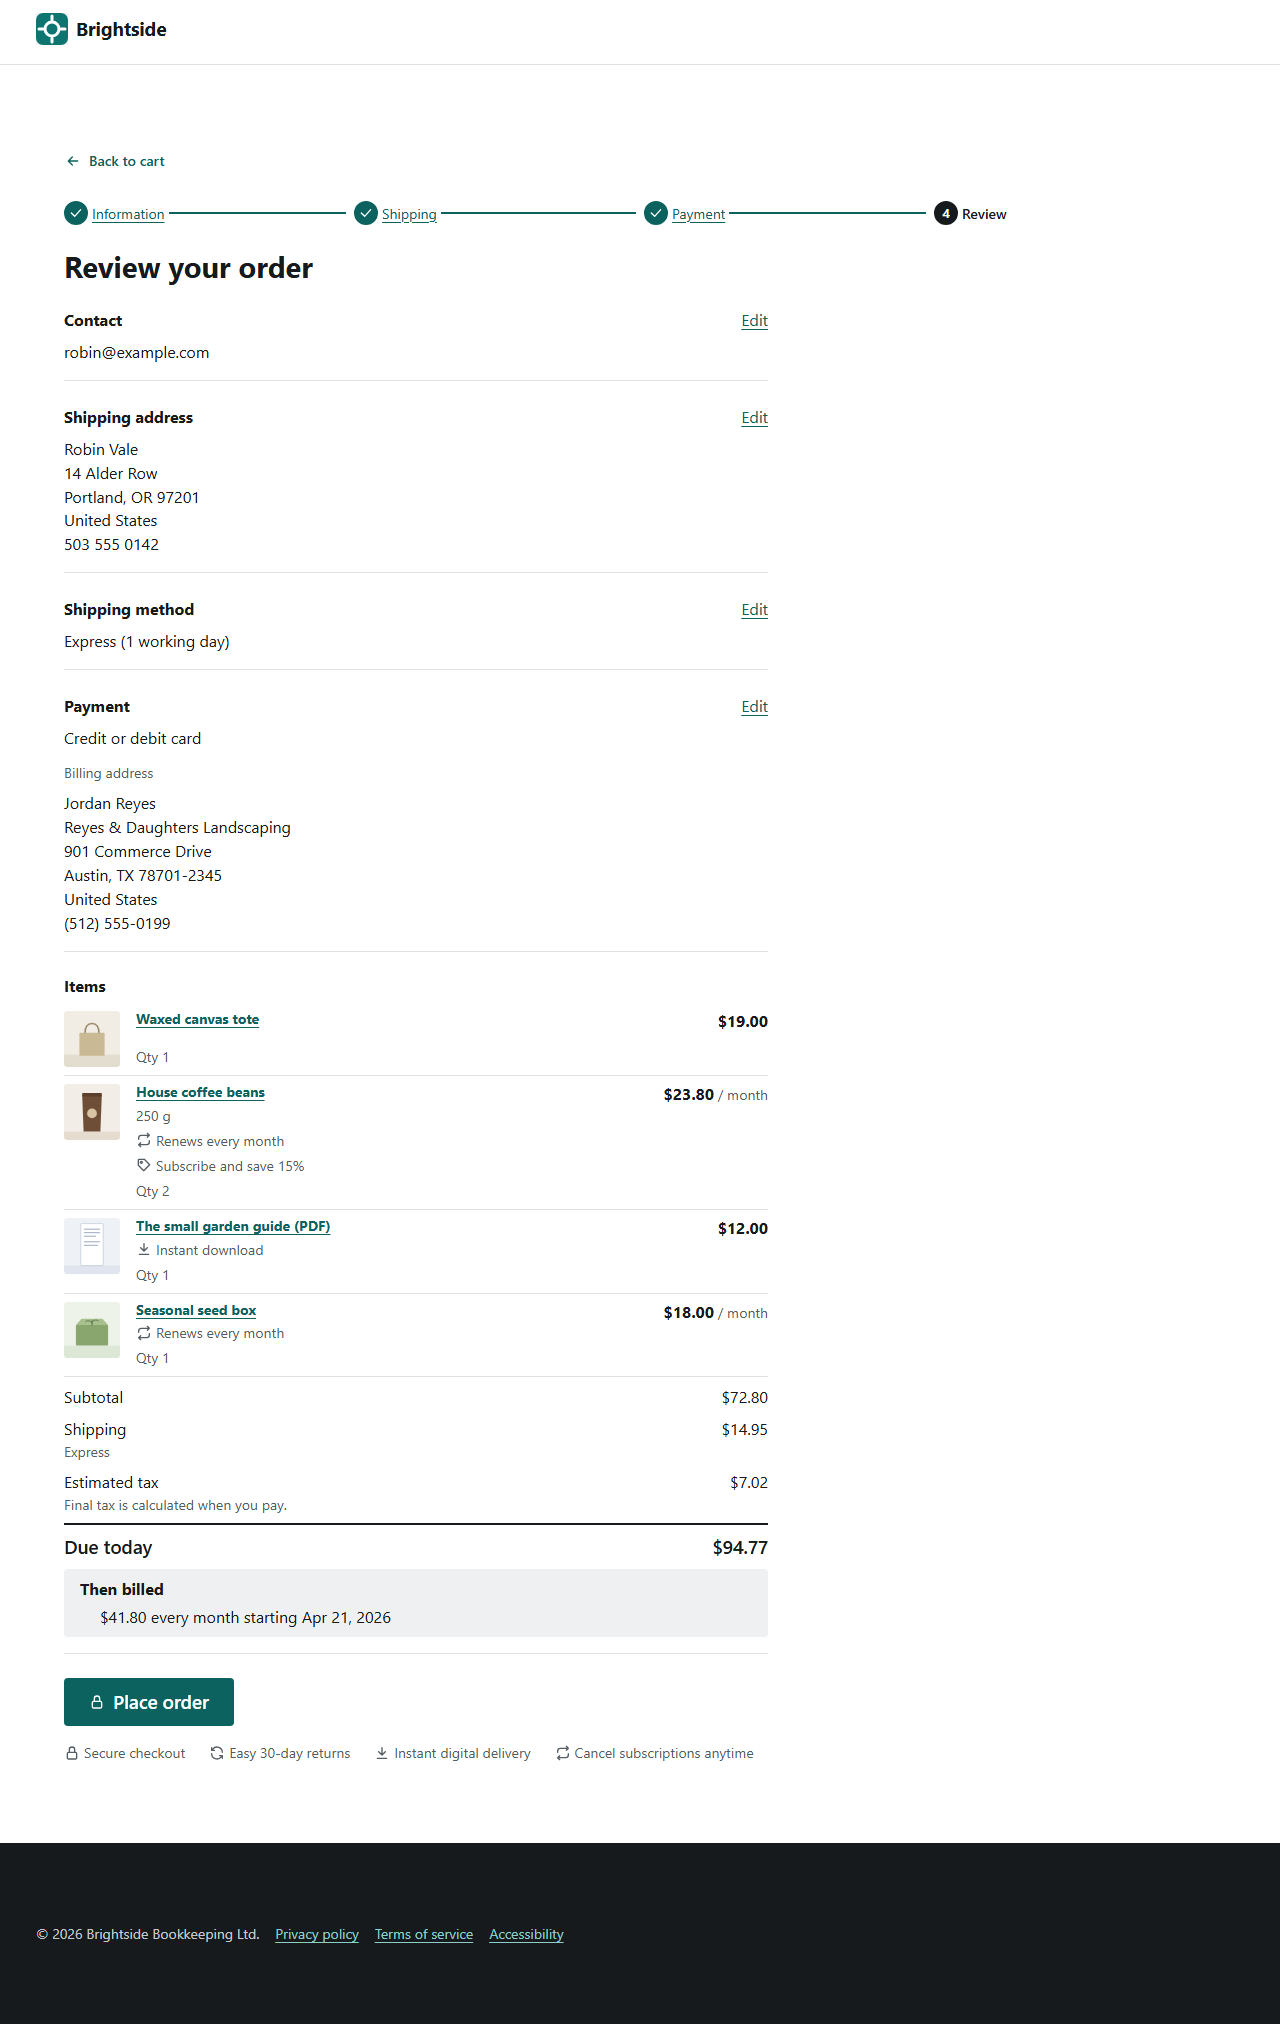 Brightside
Back to cart
Information
Shipping
Payment
4 Review
Review your order
Contact
Edit
robin@example.com
Shipping address
Edit
Robin Vale
14 Alder Row
Portland, OR 97201
United States
503 555 0142
Shipping method
Edit
Express (1 working day)
Payment
Edit
Credit or debit card
Billing address
Jordan Reyes
Reyes & Daughters Landscaping
901 Commerce Drive
Austin, TX 78701-2345
United States
(512) 555-0199
Items
Waxed canvas tote
$19.00
Qty 1
House coffee beans
$23.80 / month
250 g
Renews every month
Subscribe and save 15%
Qty 2
The small garden guide (PDF)
$12.00
Instant download
Qty 1
Seasonal seed box
$18.00 / month
Renews every month
Qty 1
Subtotal
$72.80
Shipping
$14.95
Express
Estimated tax
$7.02
Final tax is calculated when you pay.
Due today
$94.77
Then billed
$41.80 every month starting Apr 21, 2026
Place order
Secure checkout
Easy 30-day returns
Instant digital delivery
Cancel subscriptions anytime
© 2026 Brightside Bookkeeping Ltd.
Privacy policy
Terms of service
Accessibility